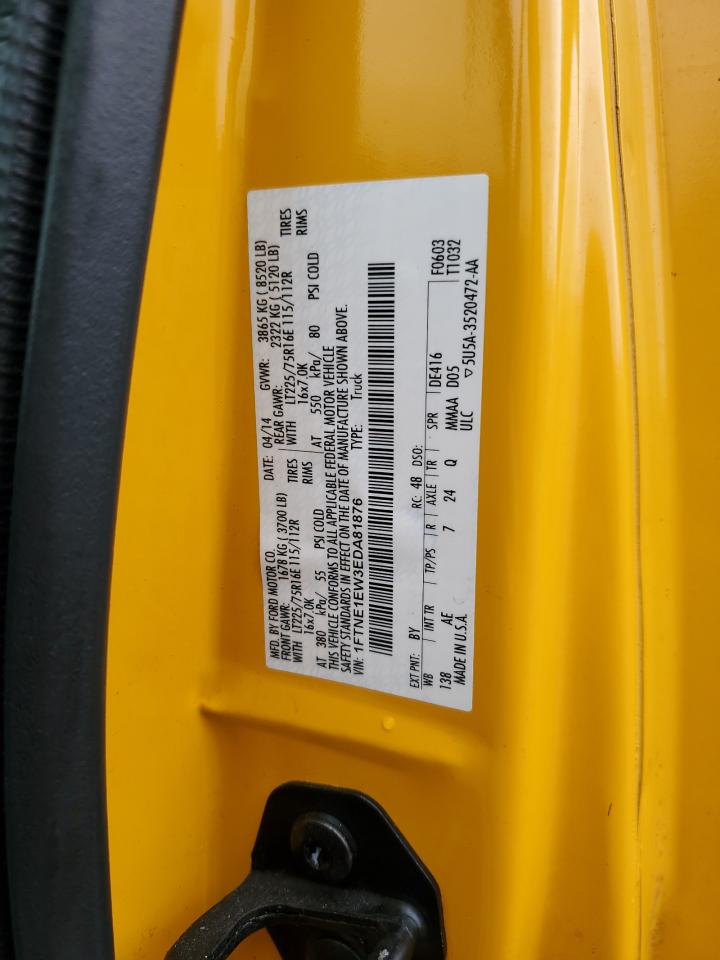 MFD. BY FORD MOTOR CO.
DATE: 04/14 GVWR: 3865 KG ( 8520 LB)
FRONT GAWR: 1678 KG ( 3700 LB)
REAR GAWR: 2322 KG ( 5120 LB)
WITH LT225/75R16E 115/112R TIRES
WITH LT225/75R16E 115/112R TIRES
16x7.0K RIMS
16x7.0K RIMS
AT 380 kPa/ 55 PSI COLD
AT 550 kPa/ 80 PSI COLD
THIS VEHICLE CONFORMS TO ALL APPLICABLE FEDERAL MOTOR VEHICLE
SAFETY STANDARDS IN EFFECT ON THE DATE OF MANUFACTURE SHOWN ABOVE.
VIN: 1FTNE1EW3EDA81876 TYPE: Truck
EXT PNT: BY RC: 48 DSO: F0603
WB INT TR TP/PS R AXLE TR SPR DE416 T1032
138 AE 7 24 Q MMAA D05
MADE IN U.S.A. ULC ▽ 5U5A-3520472-AA